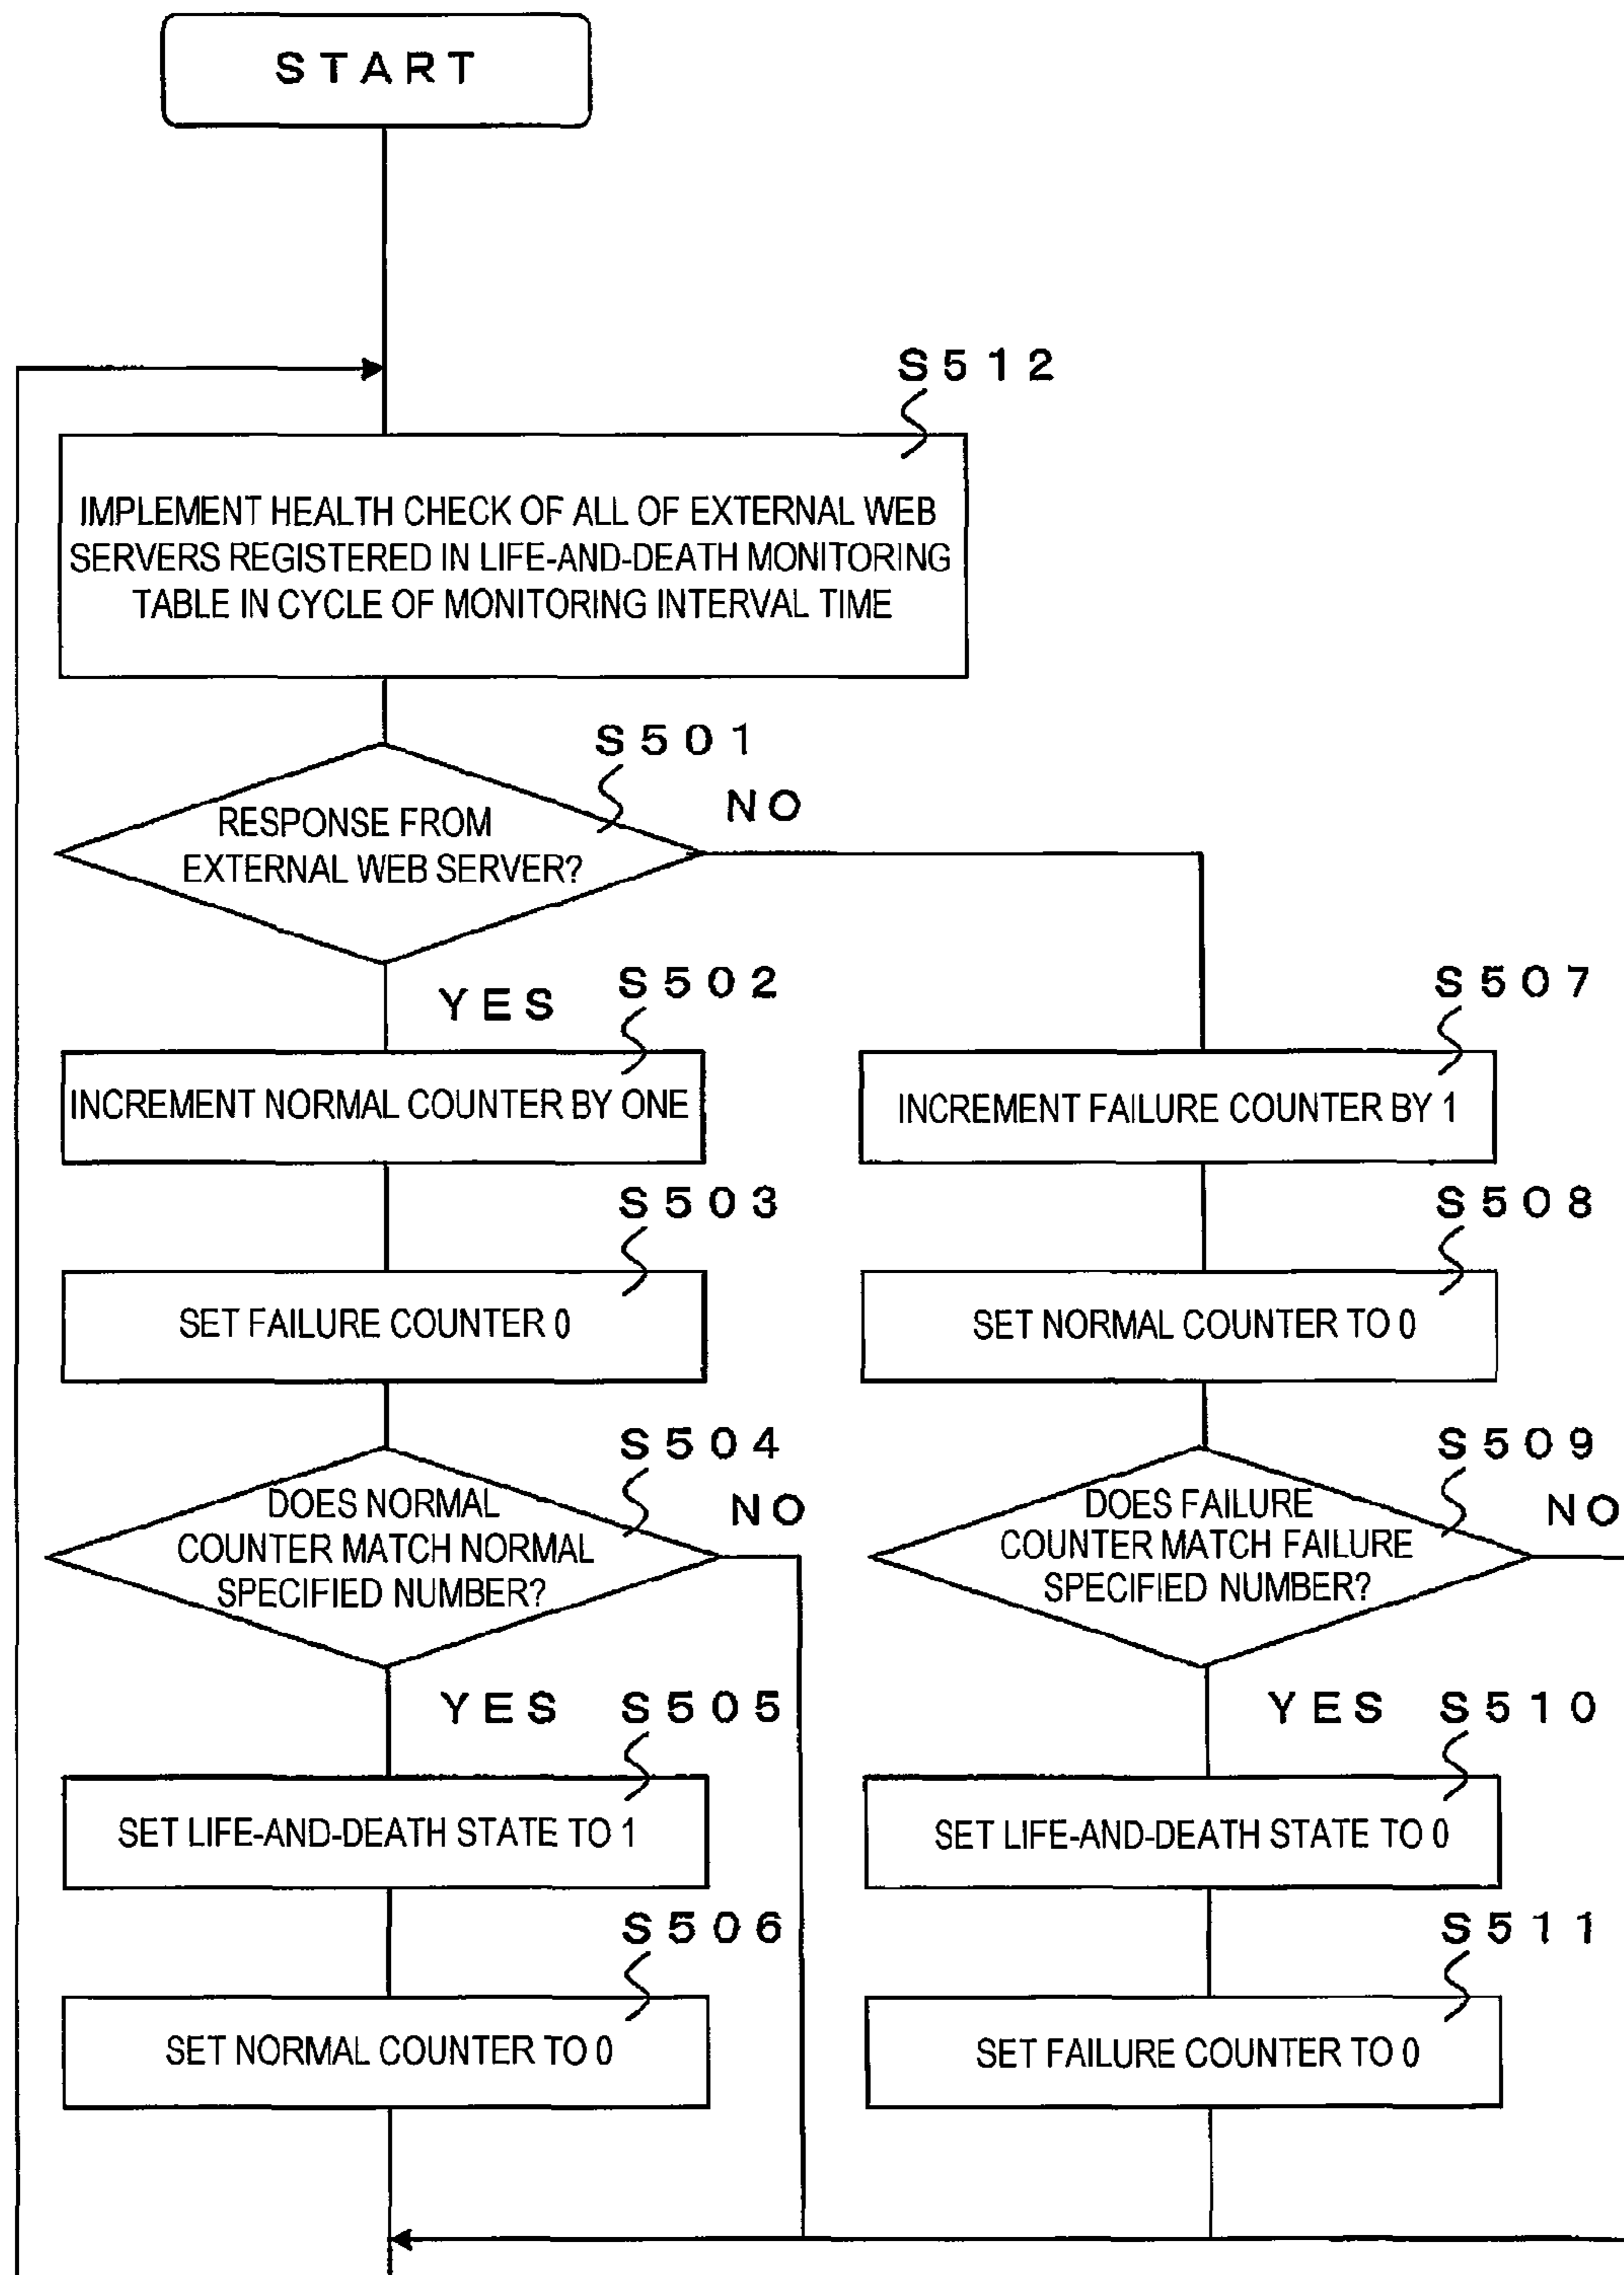 START
S512
IMPLEMENT HEALTH CHECK OF ALL OF EXTERNAL WEB
SERVERS REGISTERED IN LIFE-AND-DEATH MONITORING
TABLE IN CYCLE OF MONITORING INTERVAL TIME
S501
NO
RESPONSE FROM
EXTERNAL WEB SERVER?
YES
S502
INCREMENT NORMAL COUNTER BY ONE
S503
SET FAILURE COUNTER 0
S504
NO
DOES NORMAL
COUNTER MATCH NORMAL
SPECIFIED NUMBER?
YES
S505
SET LIFE-AND-DEATH STATE TO 1
S506
SET NORMAL COUNTER TO 0
S507
INCREMENT FAILURE COUNTER BY 1
S508
SET NORMAL COUNTER TO 0
S509
NO
DOES FAILURE
COUNTER MATCH FAILURE
SPECIFIED NUMBER?
YES
S510
SET LIFE-AND-DEATH STATE TO 0
S511
SET FAILURE COUNTER TO 0